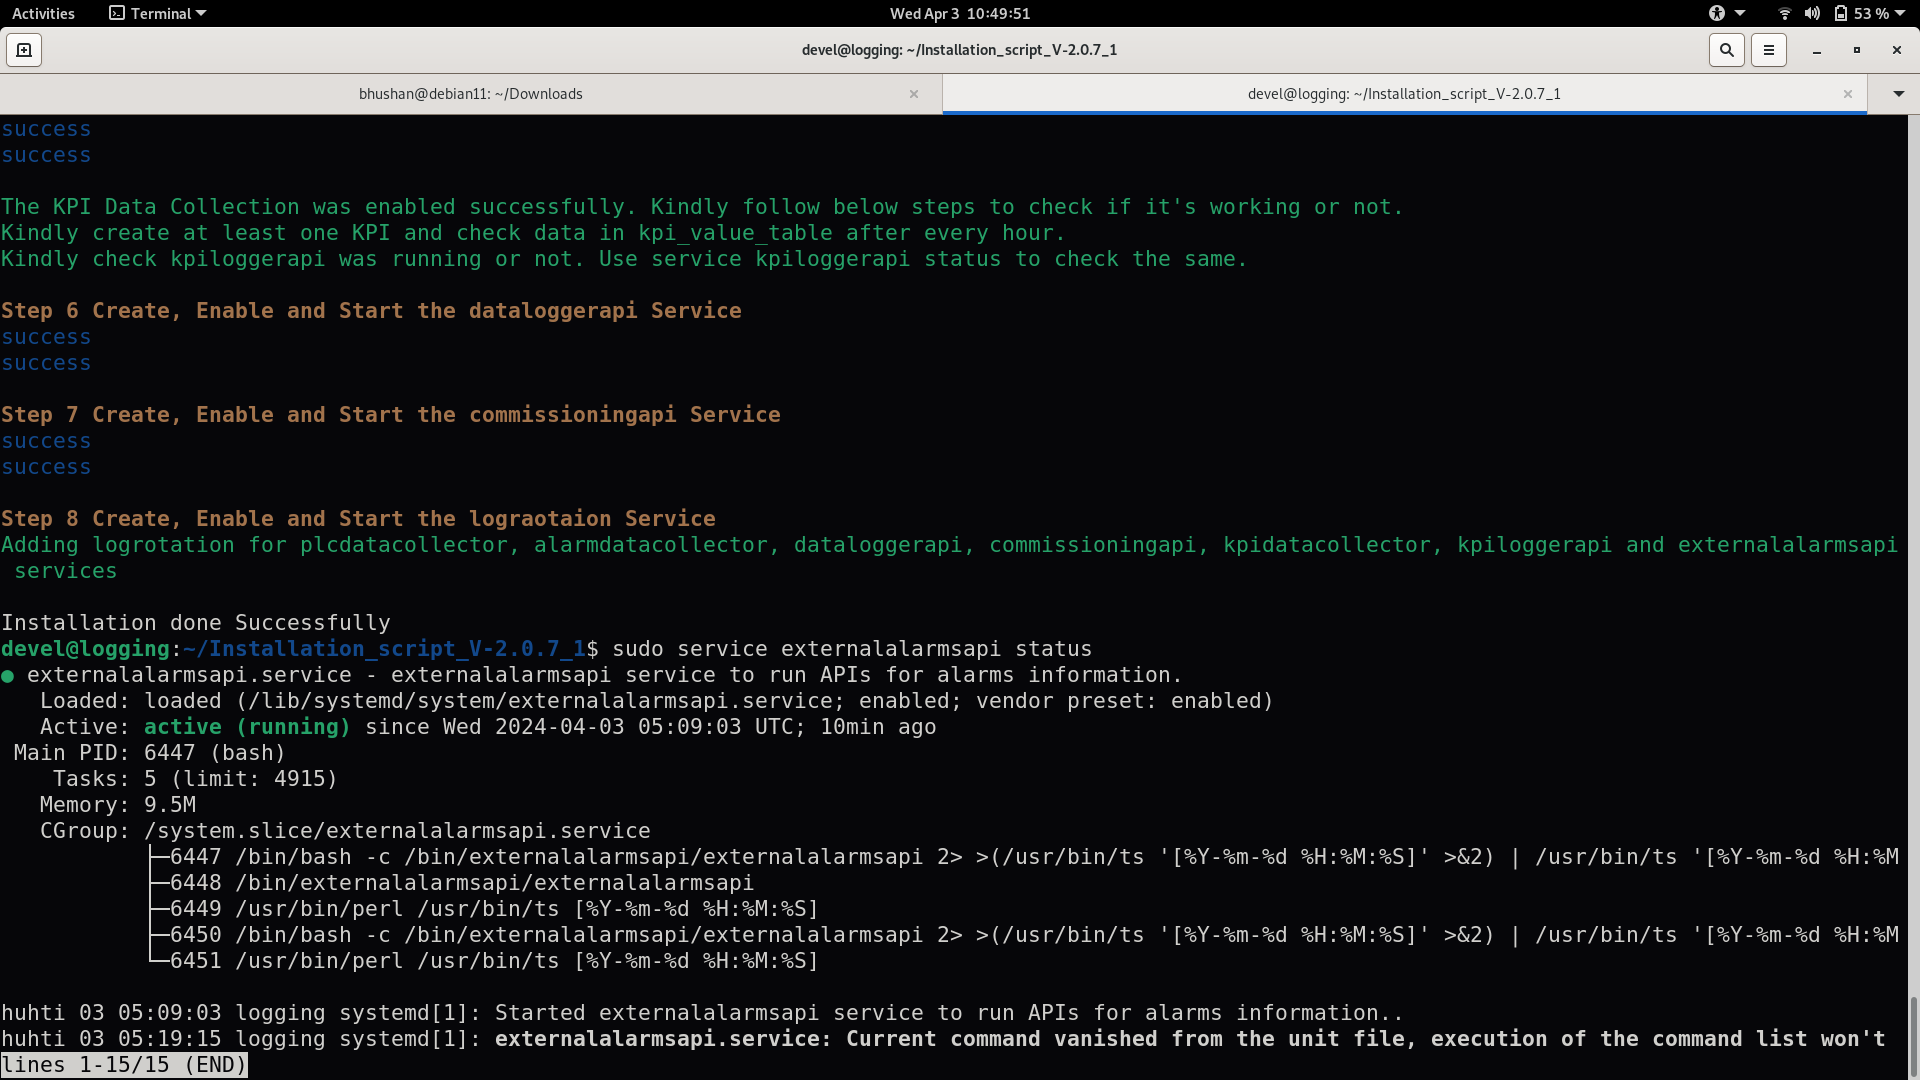 Activities Terminal Wed Apr 3 10:49:51 53 %
devel@logging: ~/Installation_script_V-2.0.7_1
bhushan@debian11: ~/Downloads × devel@logging: ~/Installation_script_V-2.0.7_1 ×
success
success
The KPI Data Collection was enabled successfully. Kindly follow below steps to check if it's working or not.
Kindly create at least one KPI and check data in kpi_value_table after every hour.
Kindly check kpiloggerapi was running or not. Use service kpiloggerapi status to check the same.
Step 6 Create, Enable and Start the dataloggerapi Service
success
success
Step 7 Create, Enable and Start the commissioningapi Service
success
success
Step 8 Create, Enable and Start the lograotaion Service
Adding logrotation for plcdatacollector, alarmdatacollector, dataloggerapi, commissioningapi, kpidatacollector, kpiloggerapi and externalalarmsapi
services
Installation done Successfully
devel@logging:~/Installation_script_V-2.0.7_1$ sudo service externalalarmsapi status
● externalalarmsapi.service - externalalarmsapi service to run APIs for alarms information.
Loaded: loaded (/lib/systemd/system/externalalarmsapi.service; enabled; vendor preset: enabled)
Active: active (running) since Wed 2024-04-03 05:09:03 UTC; 10min ago
Main PID: 6447 (bash)
Tasks: 5 (limit: 4915)
Memory: 9.5M
CGroup: /system.slice/externalalarmsapi.service
├─6447 /bin/bash -c /bin/externalalarmsapi/externalalarmsapi 2> >(/usr/bin/ts '[%Y-%m-%d %H:%M:%S]' >&2) | /usr/bin/ts '[%Y-%m-%d %H:%M
├─6448 /bin/externalalarmsapi/externalalarmsapi
├─6449 /usr/bin/perl /usr/bin/ts [%Y-%m-%d %H:%M:%S]
├─6450 /bin/bash -c /bin/externalalarmsapi/externalalarmsapi 2> >(/usr/bin/ts '[%Y-%m-%d %H:%M:%S]' >&2) | /usr/bin/ts '[%Y-%m-%d %H:%M
└─6451 /usr/bin/perl /usr/bin/ts [%Y-%m-%d %H:%M:%S]
huhti 03 05:09:03 logging systemd[1]: Started externalalarmsapi service to run APIs for alarms information..
huhti 03 05:19:15 logging systemd[1]: externalalarmsapi.service: Current command vanished from the unit file, execution of the command list won't
lines 1-15/15 (END)